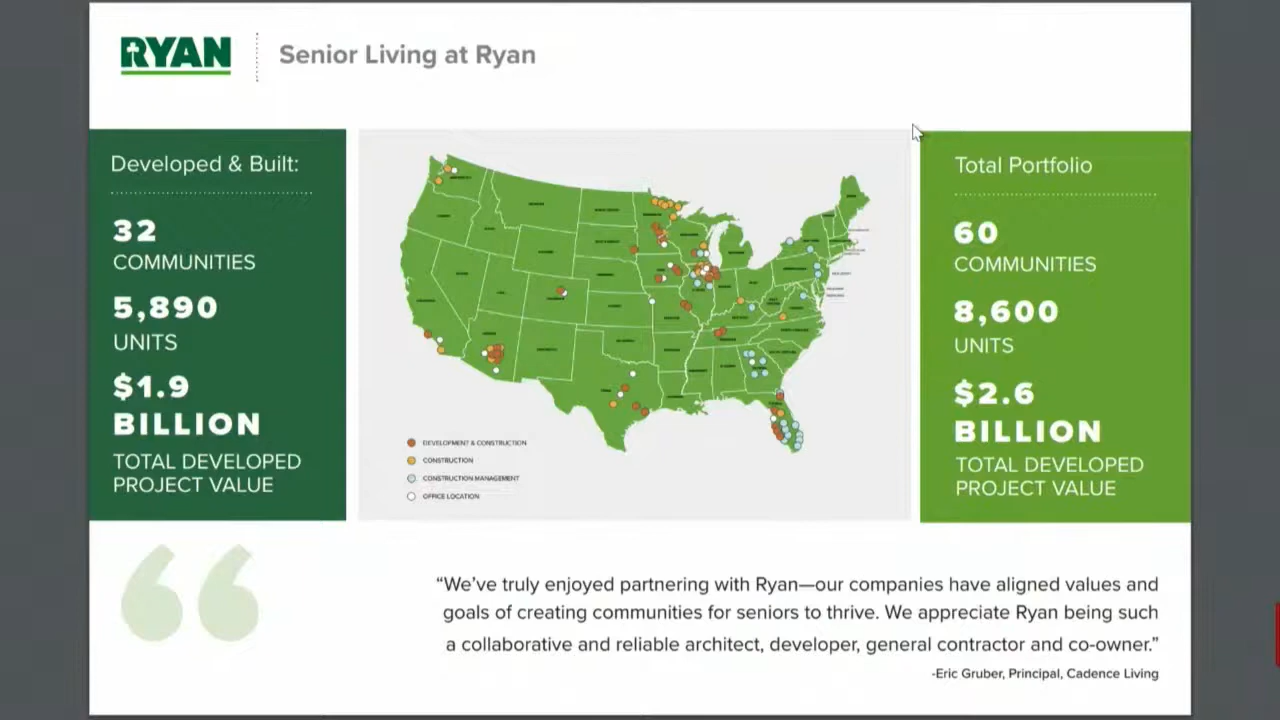 RYAN
Senior Living at Ryan
Developed & Built:
32
COMMUNITIES
5,890
UNITS
$1.9
BILLION
TOTAL DEVELOPED
PROJECT VALUE
DEVELOPMENT & CONSTRUCTION
CONSTRUCTION
CONSTRUCTION MANAGEMENT
OFFICE LOCATION
Total Portfolio
60
COMMUNITIES
8,600
UNITS
$2.6
BILLION
TOTAL DEVELOPED
PROJECT VALUE
“We’ve truly enjoyed partnering with Ryan—our companies have aligned values and
goals of creating communities for seniors to thrive. We appreciate Ryan being such
a collaborative and reliable architect, developer, general contractor and co-owner.”
-Eric Gruber, Principal, Cadence Living